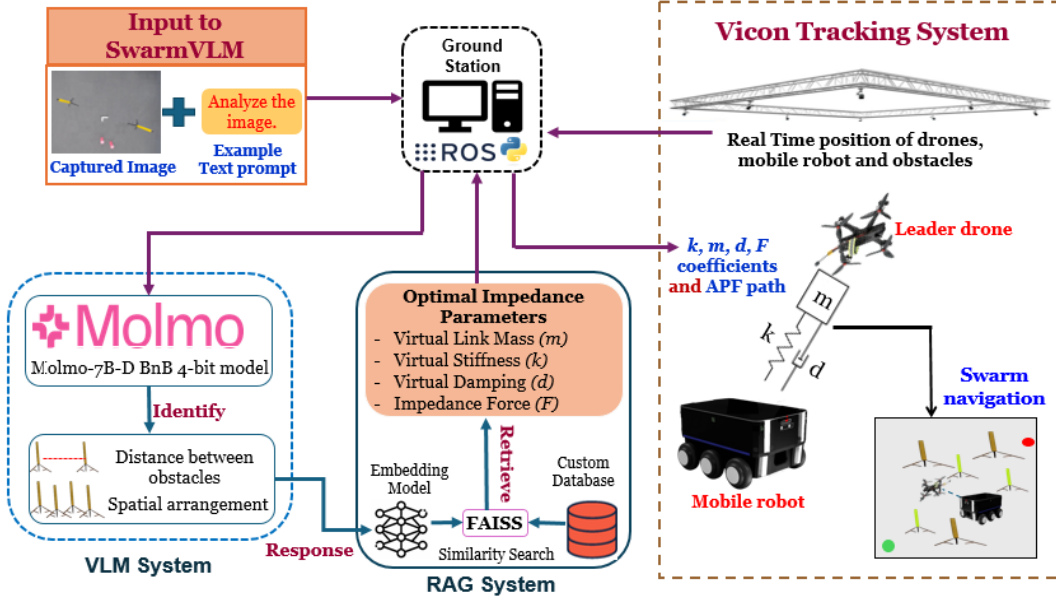 Input to
SwarmVLM
Analyze the
image.
Captured Image
Example
Text prompt
Ground
Station
ROS
Vicon Tracking System
Real Time position of drones,
mobile robot and obstacles
Leader drone
k, m, d, F
coefficients
and APF path
m
k
d
Swarm
navigation
Mobile robot
Molmo
Molmo-7B-D BnB 4-bit model
Identify
Distance between
obstacles
Spatial arrangement
VLM System
Response
Optimal Impedance
Parameters
- Virtual Link Mass (m)
- Virtual Stiffness (k)
- Virtual Damping (d)
- Impedance Force (F)
Retrieve
Embedding
Model
FAISS
Custom
Database
Similarity Search
RAG System